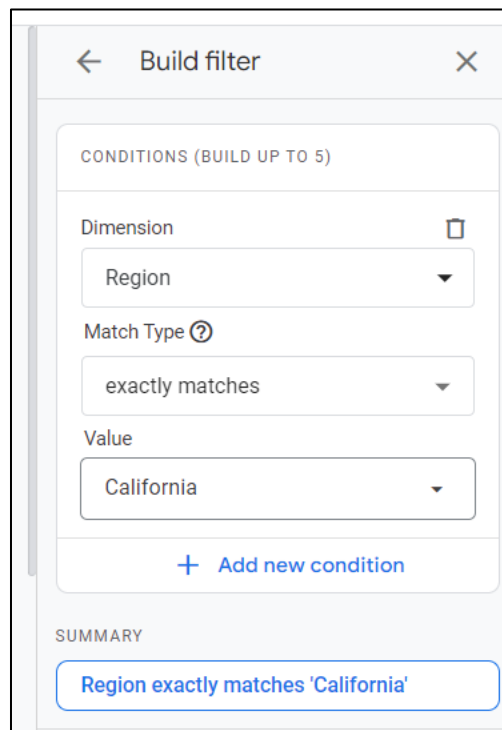 Build filter
CONDITIONS (BUILD UP TO 5)
Dimension
Region
Match Type
exactly matches
Value
California
+ Add new condition
SUMMARY
Region exactly matches 'California'